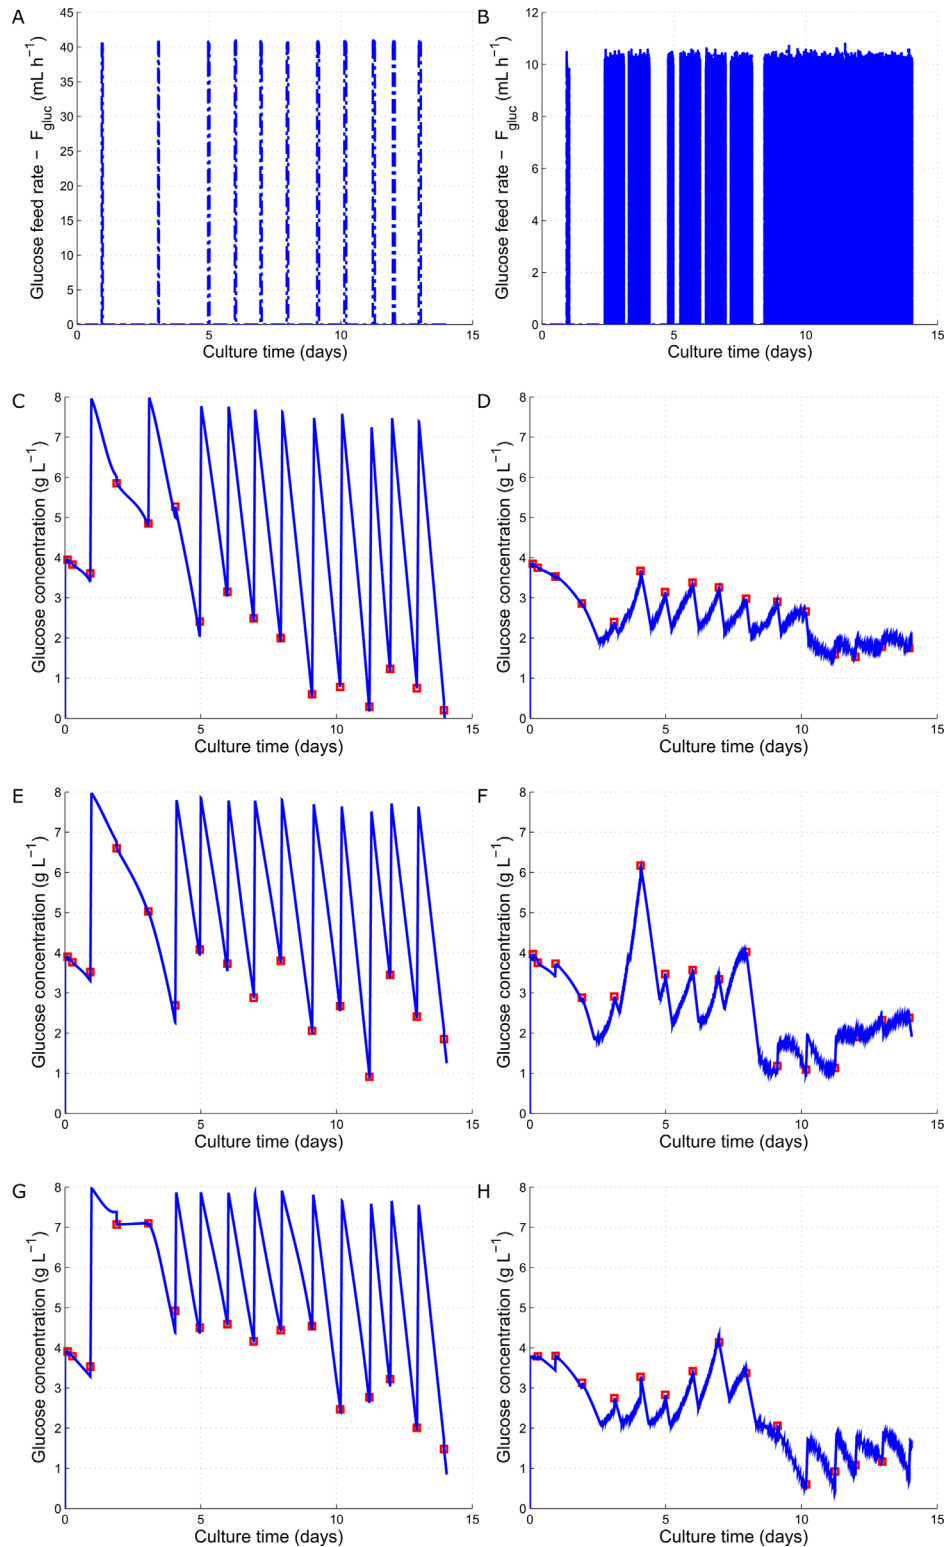 A
Glucose feed rate − F_gluc (mL h⁻¹)
45
40
35
30
25
20
15
10
5
0
0 5 10 15
Culture time (days)
B
Glucose feed rate − F_gluc (mL h⁻¹)
12
10
8
6
4
2
0
0 5 10 15
Culture time (days)
C
Glucose concentration (g L⁻¹)
8
7
6
5
4
3
2
1
0
0 5 10 15
Culture time (days)
D
Glucose concentration (g L⁻¹)
8
7
6
5
4
3
2
1
0
0 5 10 15
Culture time (days)
E
Glucose concentration (g L⁻¹)
8
7
6
5
4
3
2
1
0
0 5 10 15
Culture time (days)
F
Glucose concentration (g L⁻¹)
8
7
6
5
4
3
2
1
0
0 5 10 15
Culture time (days)
G
Glucose concentration (g L⁻¹)
8
7
6
5
4
3
2
1
0
0 5 10 15
Culture time (days)
H
Glucose concentration (g L⁻¹)
8
7
6
5
4
3
2
1
0
0 5 10 15
Culture time (days)